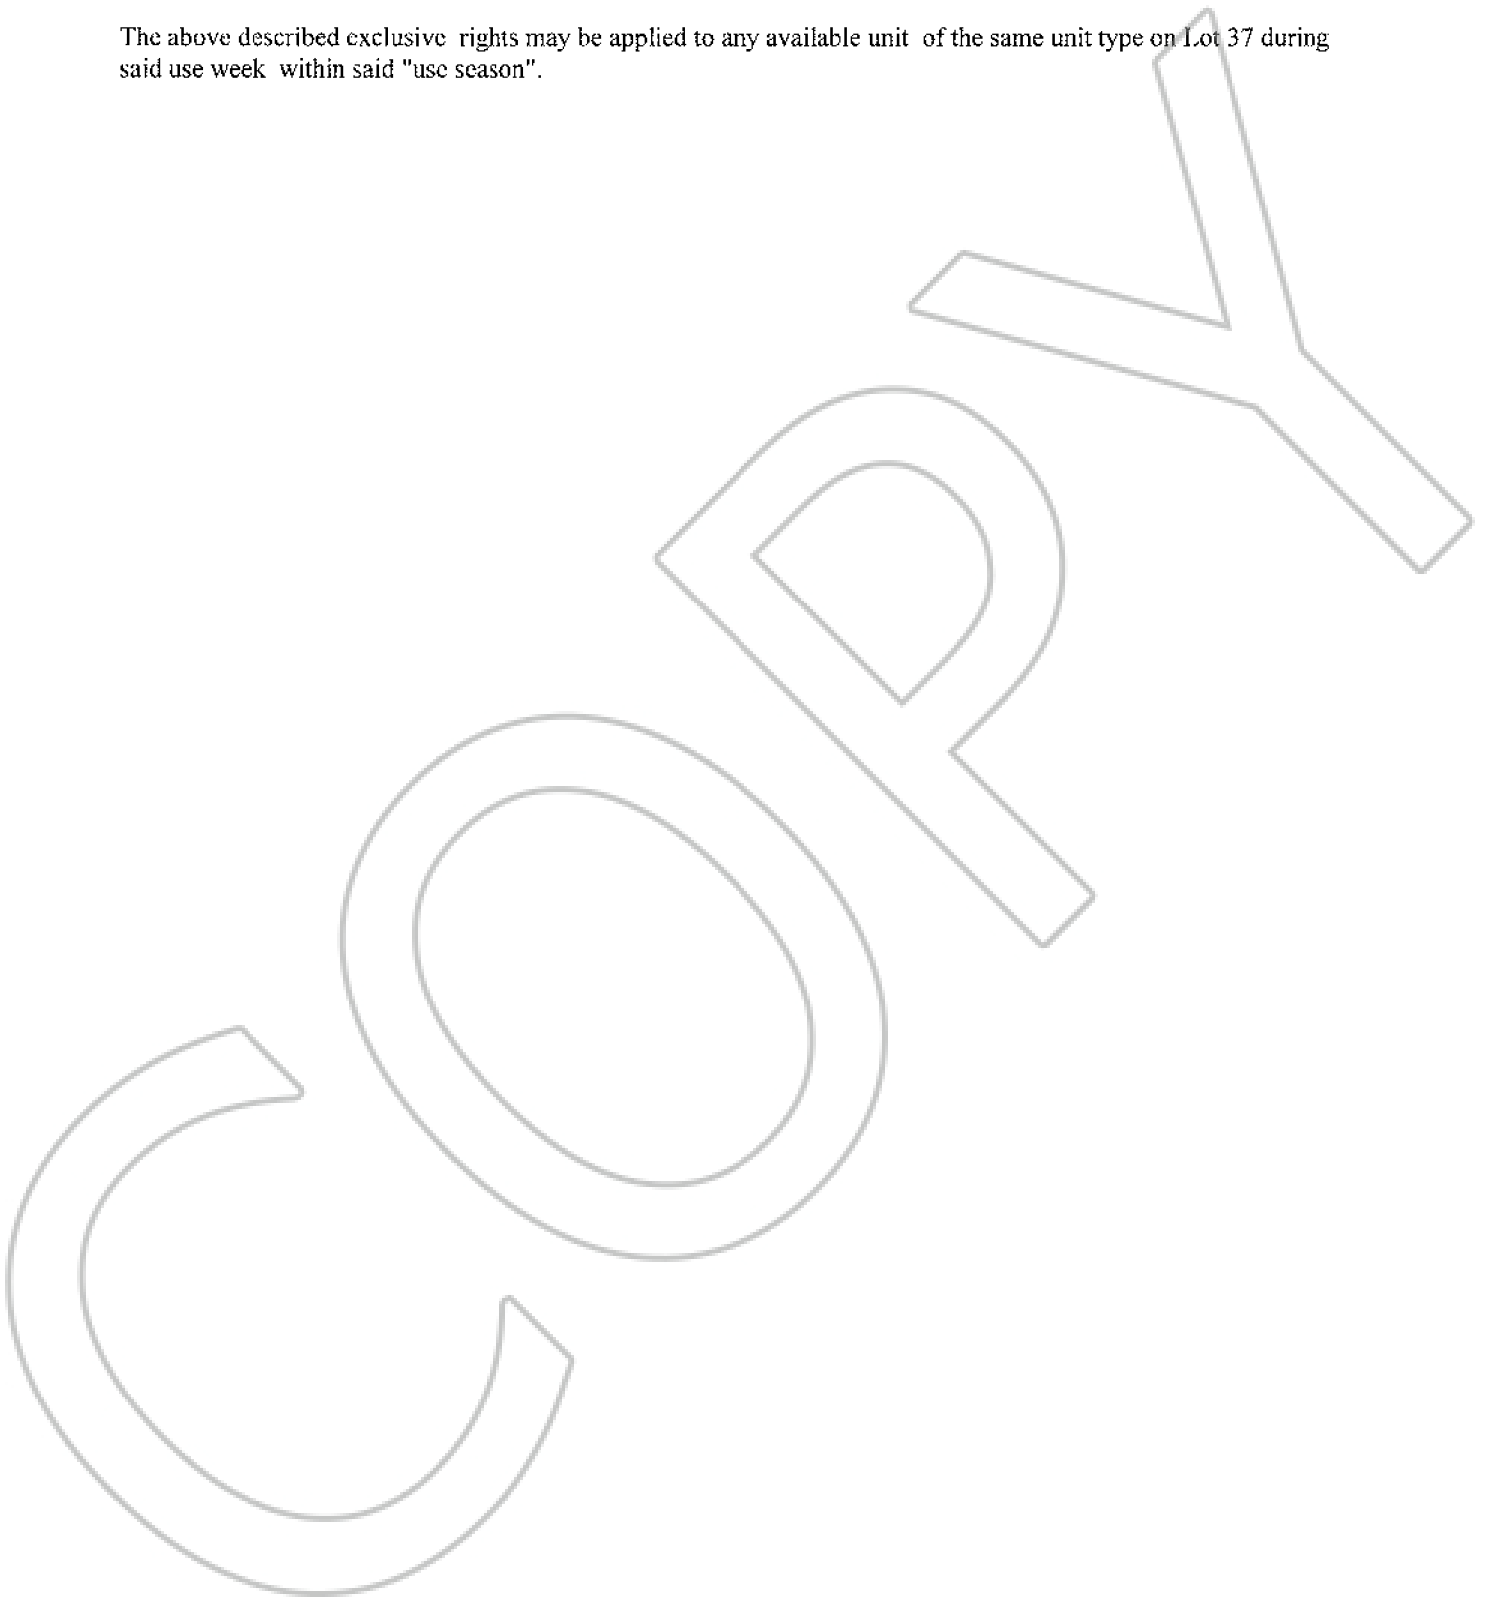 The above described exclusive rights may be applied to any available unit of the same unit type on Lot 37 during
said use week within said "use season".
COPY